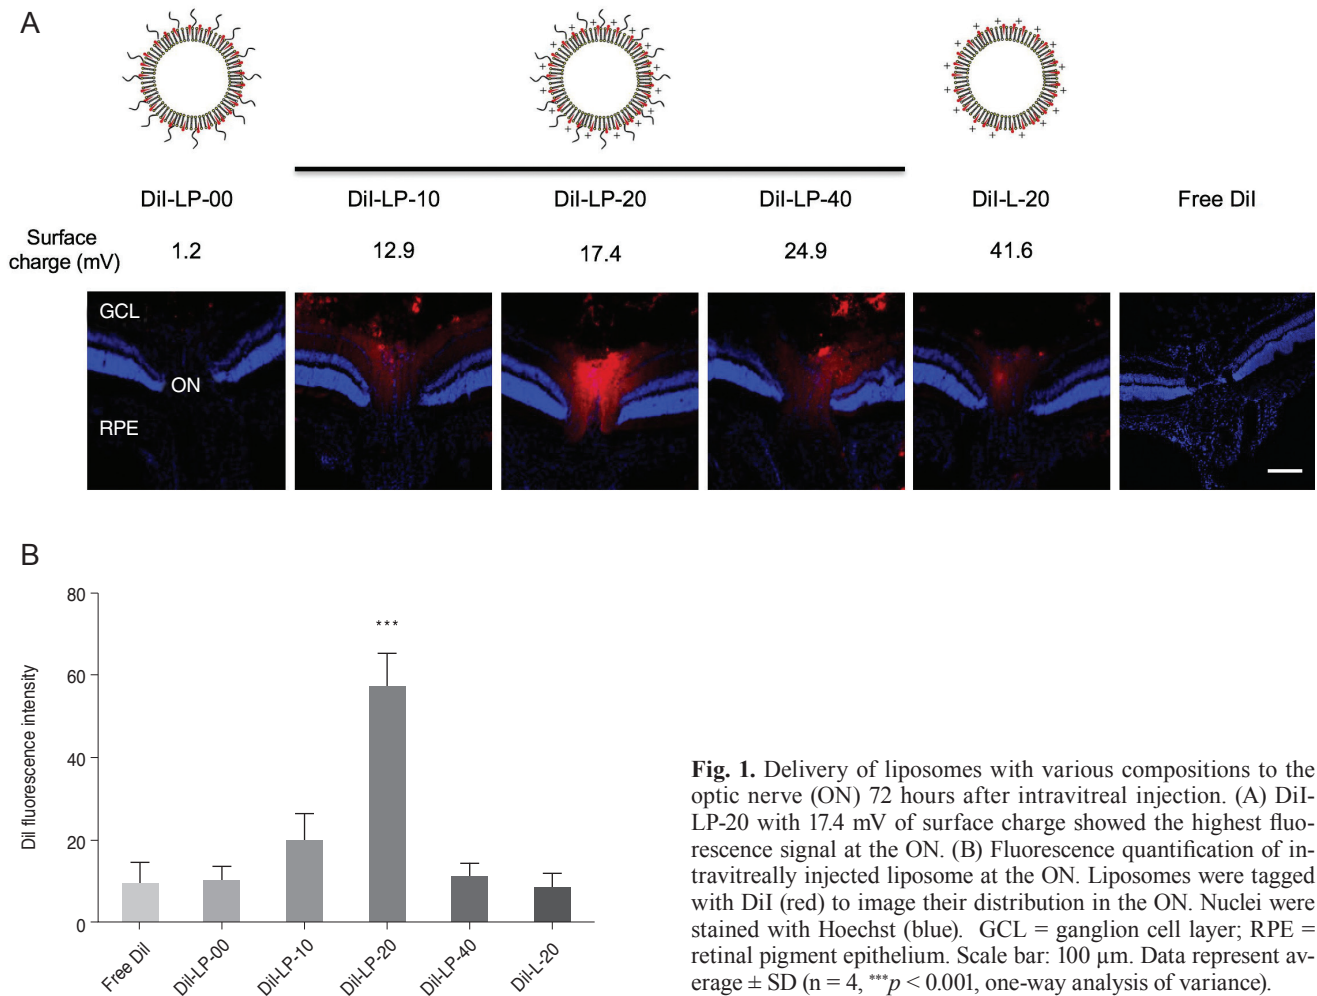 A
DiI-LP-00 DiI-LP-10 DiI-LP-20 DiI-LP-40 DiI-L-20 Free DiI
Surface
charge (mV) 1.2 12.9 17.4 24.9 41.6
GCL
ON
RPE
B
DiI fluorescence intensity
80
60
40
20
0
Free DiI DiI-LP-00 DiI-LP-10 DiI-LP-20 DiI-LP-40 DiI-L-20
***
Fig. 1. Delivery of liposomes with various compositions to the
optic nerve (ON) 72 hours after intravitreal injection. (A) DiI-
LP-20 with 17.4 mV of surface charge showed the highest fluo-
rescence signal at the ON. (B) Fluorescence quantification of in-
travitreally injected liposome at the ON. Liposomes were tagged
with DiI (red) to image their distribution in the ON. Nuclei were
stained with Hoechst (blue). GCL = ganglion cell layer; RPE =
retinal pigment epithelium. Scale bar: 100 μm. Data represent av-
erage ± SD (n = 4, ***p < 0.001, one-way analysis of variance).